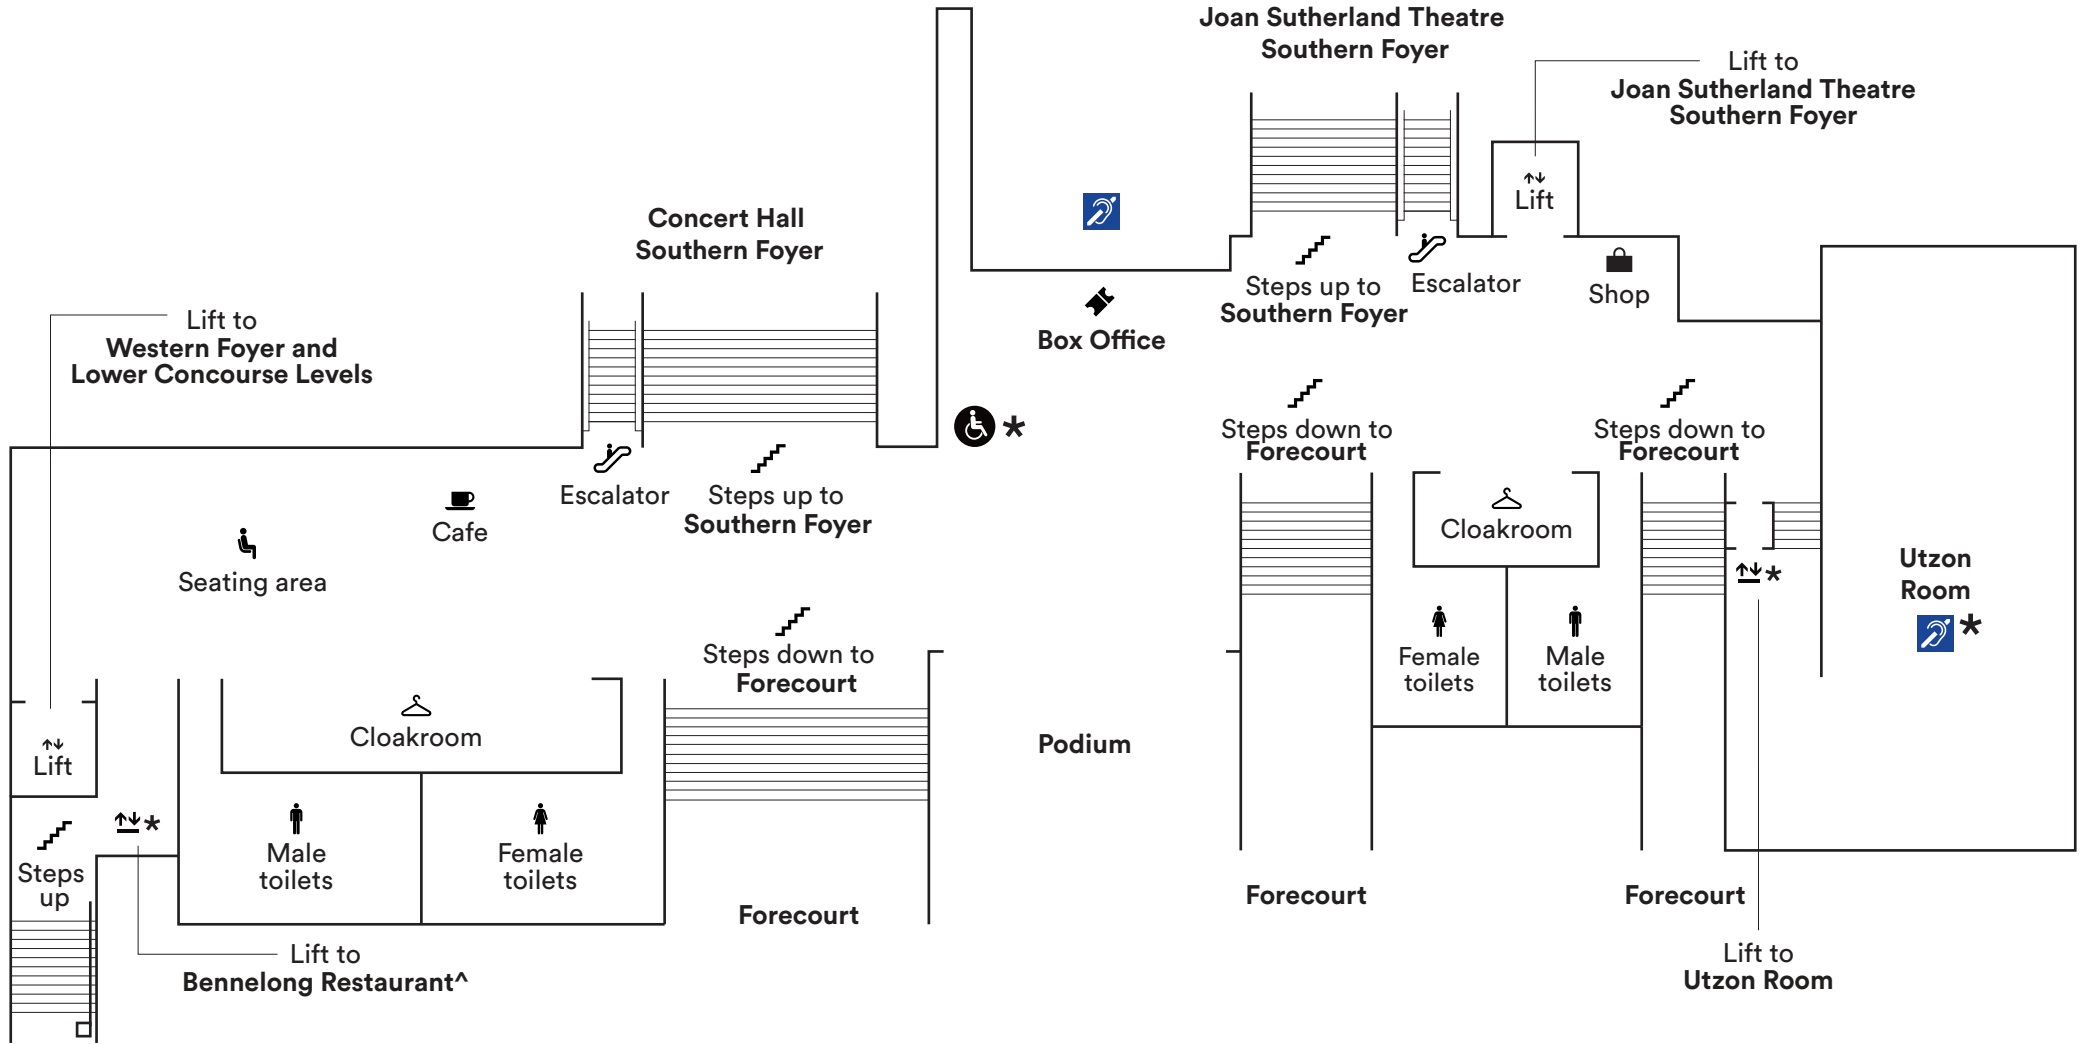 Joan Sutherland Theatre
Southern Foyer
Lift to
Joan Sutherland Theatre
Southern Foyer
Lift
Concert Hall
Southern Foyer
Steps up to
Southern Foyer
Escalator
Shop
Box Office
Lift to
Western Foyer and
Lower Concourse Levels
*
Steps down to
Forecourt
Steps down to
Forecourt
Escalator
Steps up to
Southern Foyer
Cafe
Seating area
Cloakroom
Utzon
Room
*
*
Steps down to
Forecourt
Female
toilets
Male
toilets
Cloakroom
Podium
Lift
*
Steps
up
Male
toilets
Female
toilets
Forecourt
Forecourt
Forecourt
Lift to
Bennelong Restaurant^
Lift to
Utzon Room